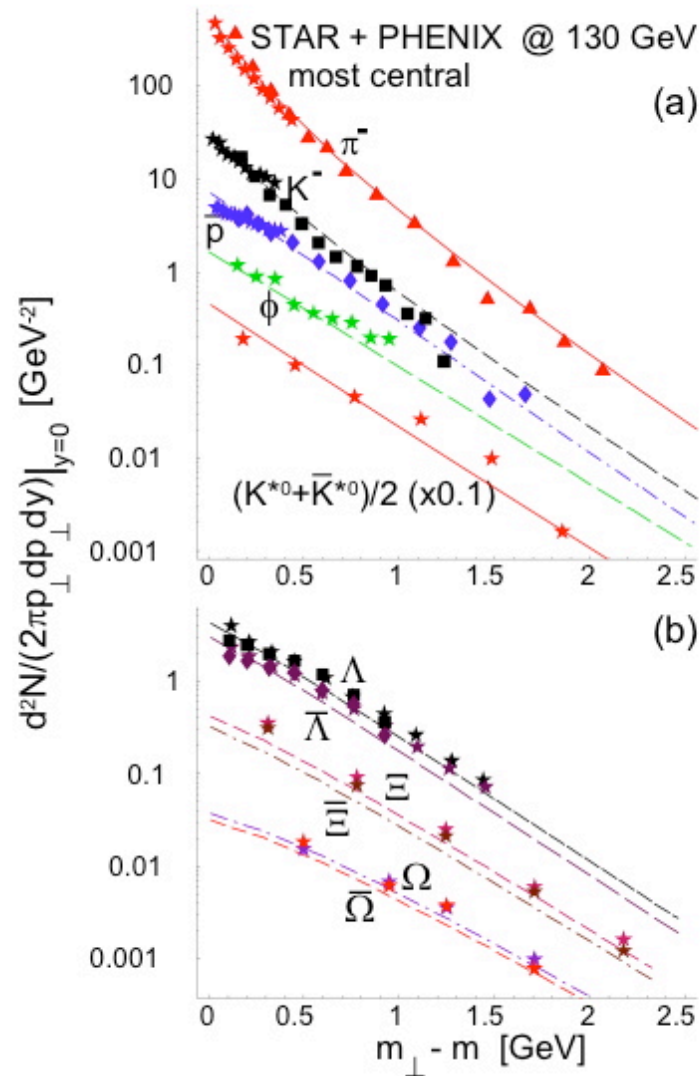 ▲ STAR + PHENIX @ 130 GeV
most central
(a)
100
10
1
0.1
0.01
0.001
π⁻
K⁻
p̅
ϕ
(K*⁰+K̅*⁰)/2 (x0.1)
0 0.5 1 1.5 2 2.5
d²N/(2πp⊥ dp⊥ dy)|y=0 [GeV⁻²]
(b)
1
0.1
0.01
0.001
Λ
Λ̅
Ξ
Ξ̅
Ω
Ω̅
0 0.5 1 1.5 2 2.5
m⊥ - m [GeV]